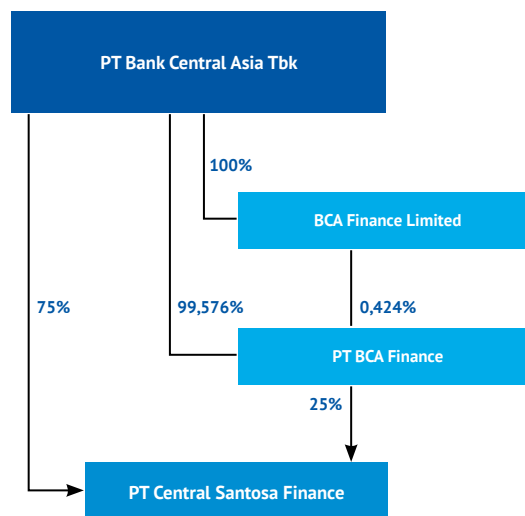 PT Bank Central Asia Tbk
100%
BCA Finance Limited
75%
99,576%
0,424%
PT BCA Finance
25%
PT Central Santosa Finance